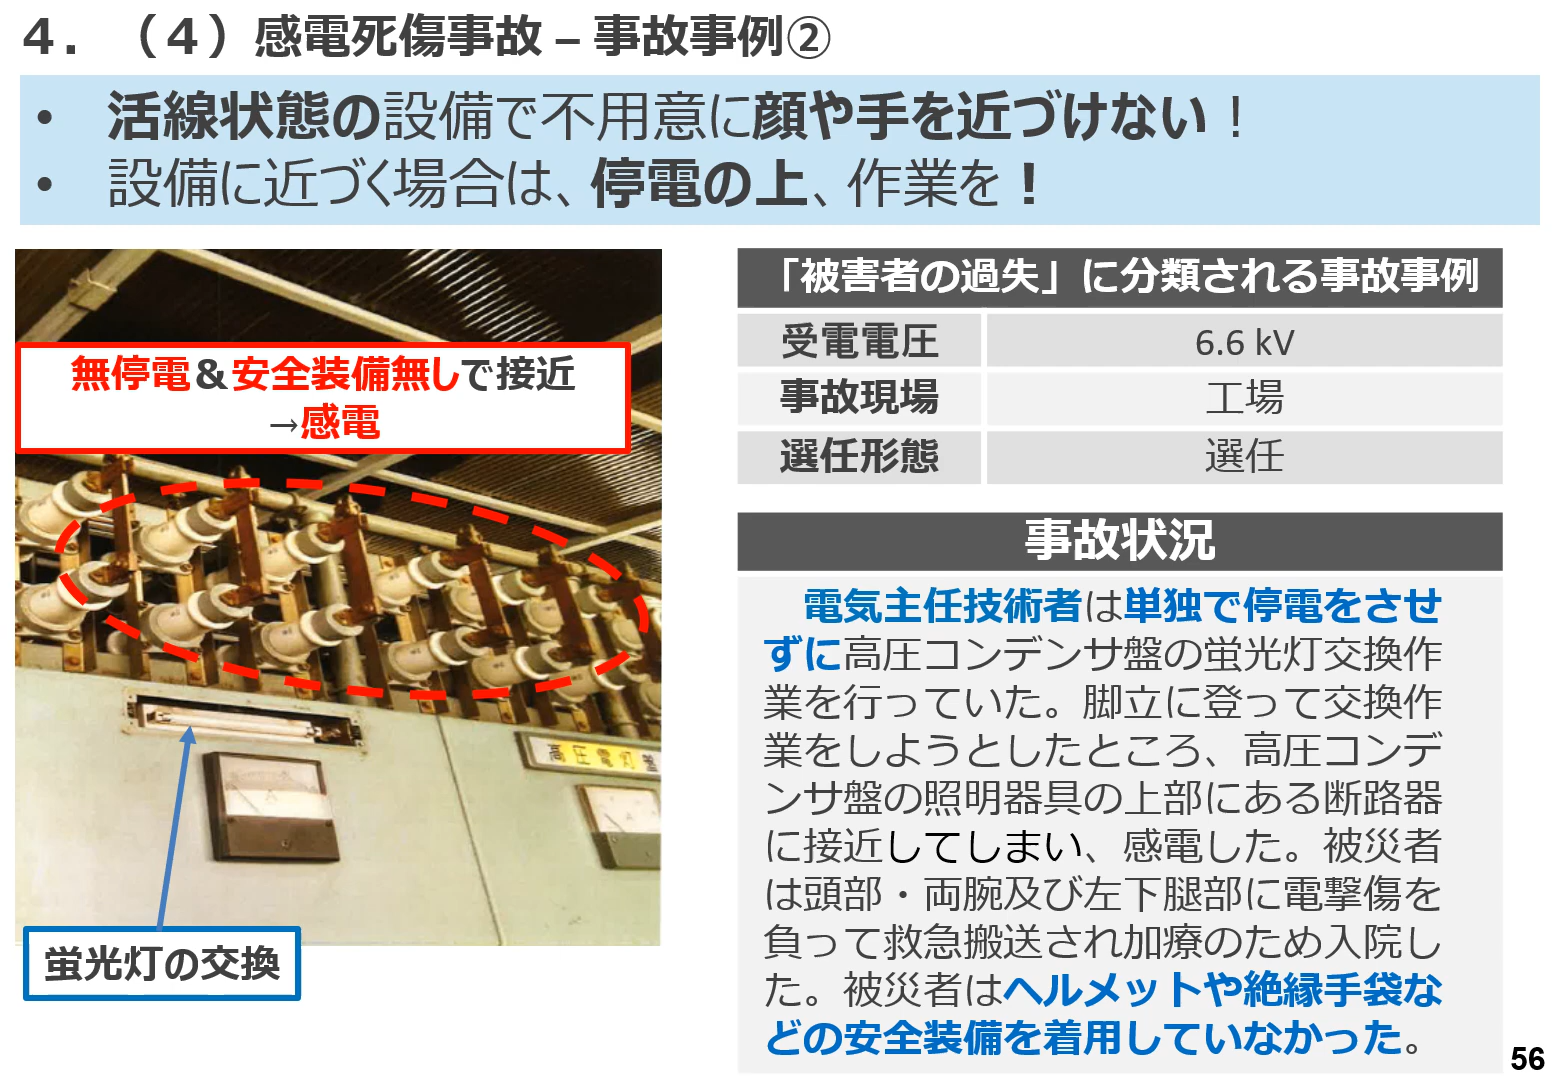 ４．（４）感電死傷事故 – 事故事例②
• 活線状態の設備で不用意に顔や手を近づけない！
• 設備に近づく場合は、停電の上、作業を！
無停電＆安全装備無しで接近
→感電
高圧電灯盤
蛍光灯の交換
「被害者の過失」に分類される事故事例
受電電圧 6.6 kV
事故現場 工場
選任形態 選任
事故状況
電気主任技術者は単独で停電をさせ
ずに高圧コンデンサ盤の蛍光灯交換作
業を行っていた。脚立に登って交換作
業をしようとしたところ、高圧コンデ
ンサ盤の照明器具の上部にある断路器
に接近してしまい、感電した。被災者
は頭部・両腕及び左下腿部に電撃傷を
負って救急搬送され加療のため入院し
た。被災者はヘルメットや絶縁手袋な
どの安全装備を着用していなかった。
56